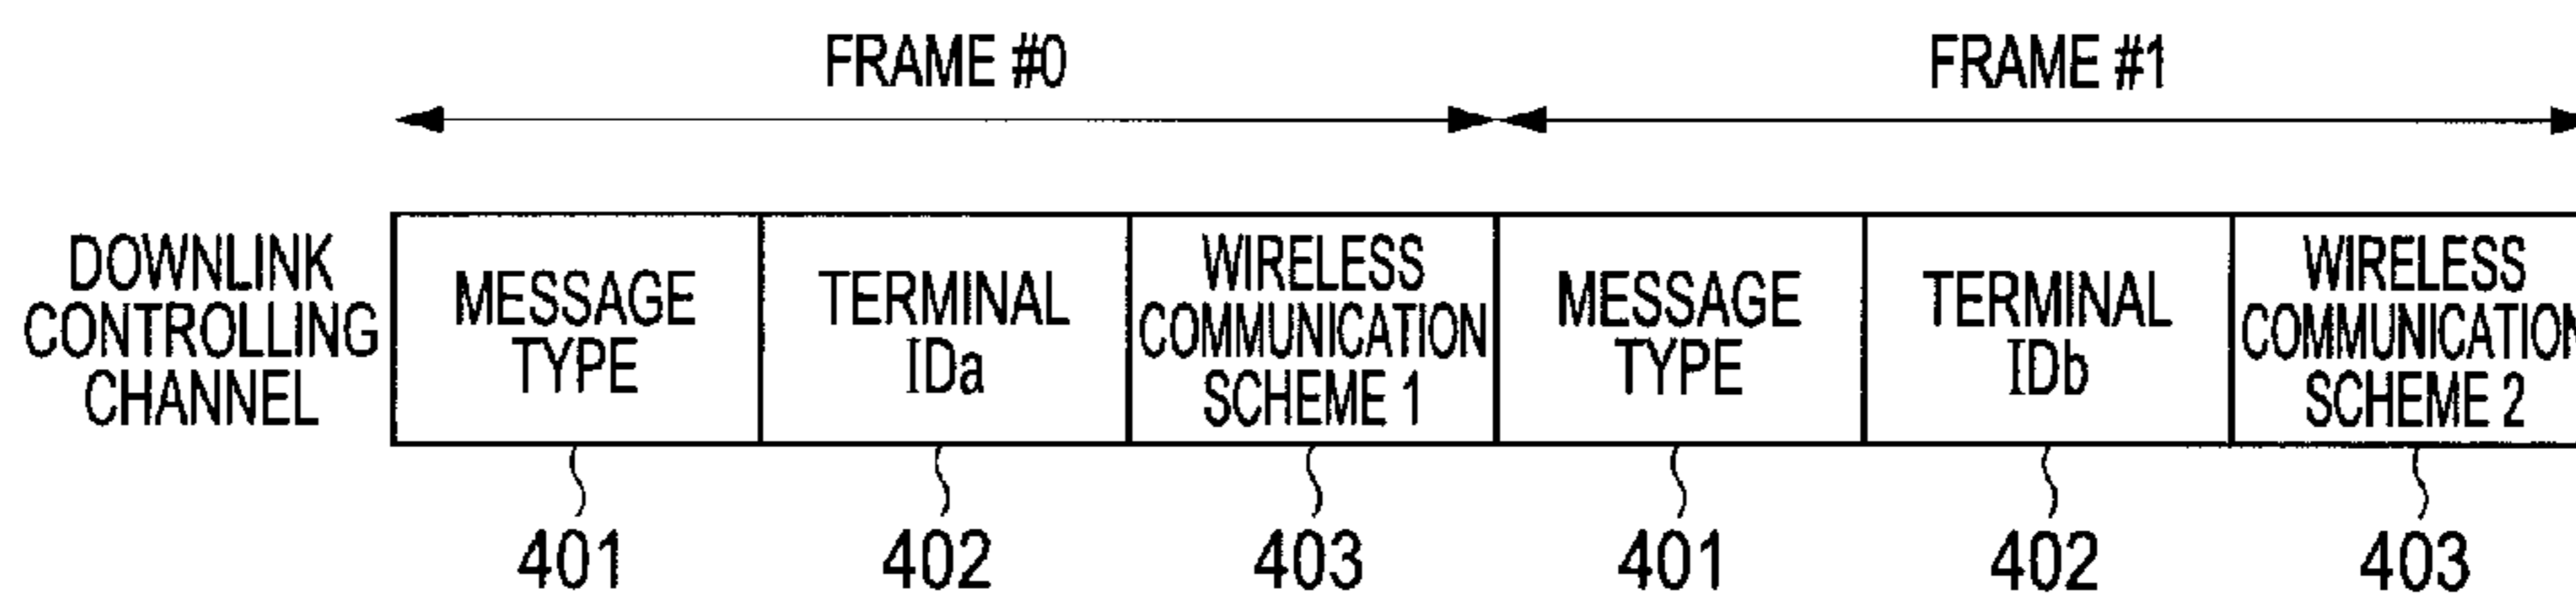 FRAME #0
FRAME #1
DOWNLINK
CONTROLLING
CHANNEL
MESSAGE
TYPE
TERMINAL
IDa
WIRELESS
COMMUNICATION
SCHEME 1
MESSAGE
TYPE
TERMINAL
IDb
WIRELESS
COMMUNICATION
SCHEME 2
401
402
403
401
402
403